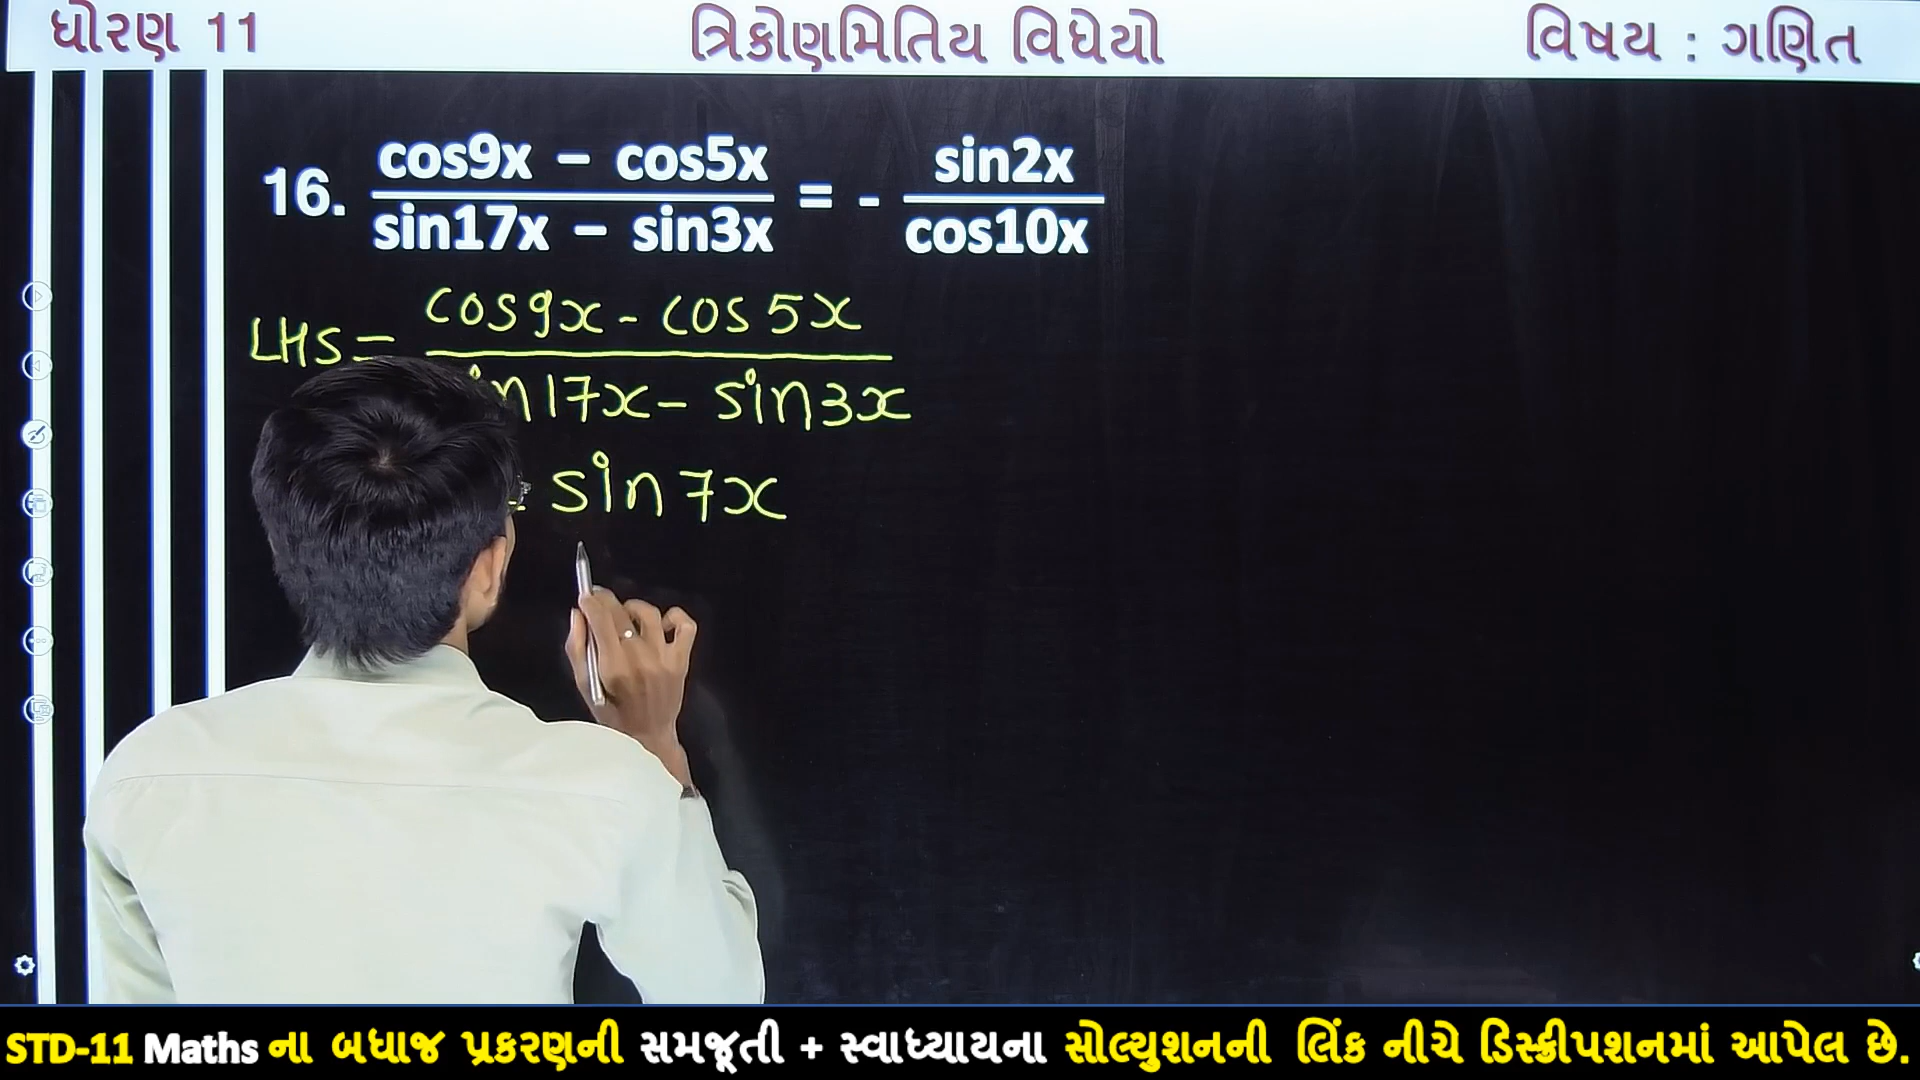 ધોરણ 11 ત્રિકોણમિતિય વિધેયો વિષય : ગણિત
16. cos9x – cos5x / sin17x – sin3x = - sin2x / cos10x
LHS = cos9x - cos5x
17x - sin3x
sin7x
STD-11 Maths ના બધાજ પ્રકરણની સમજૂતી + સ્વાધ્યાયના સોલ્યુશનની લિંક નીચે ડિસ્ક્રીપશનમાં આપેલ છે.